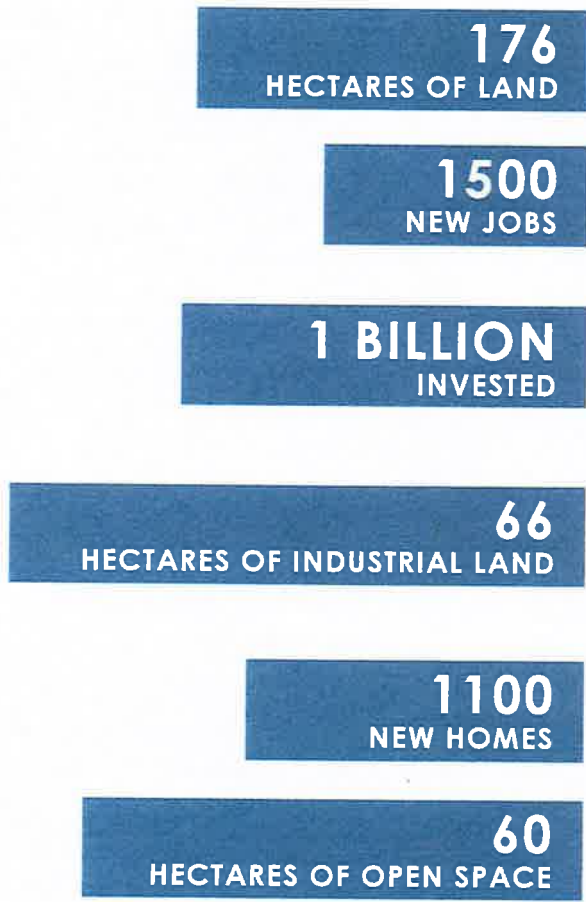 176
HECTARES OF LAND
1500
NEW JOBS
1 BILLION
INVESTED
66
HECTARES OF INDUSTRIAL LAND
1100
NEW HOMES
60
HECTARES OF OPEN SPACE